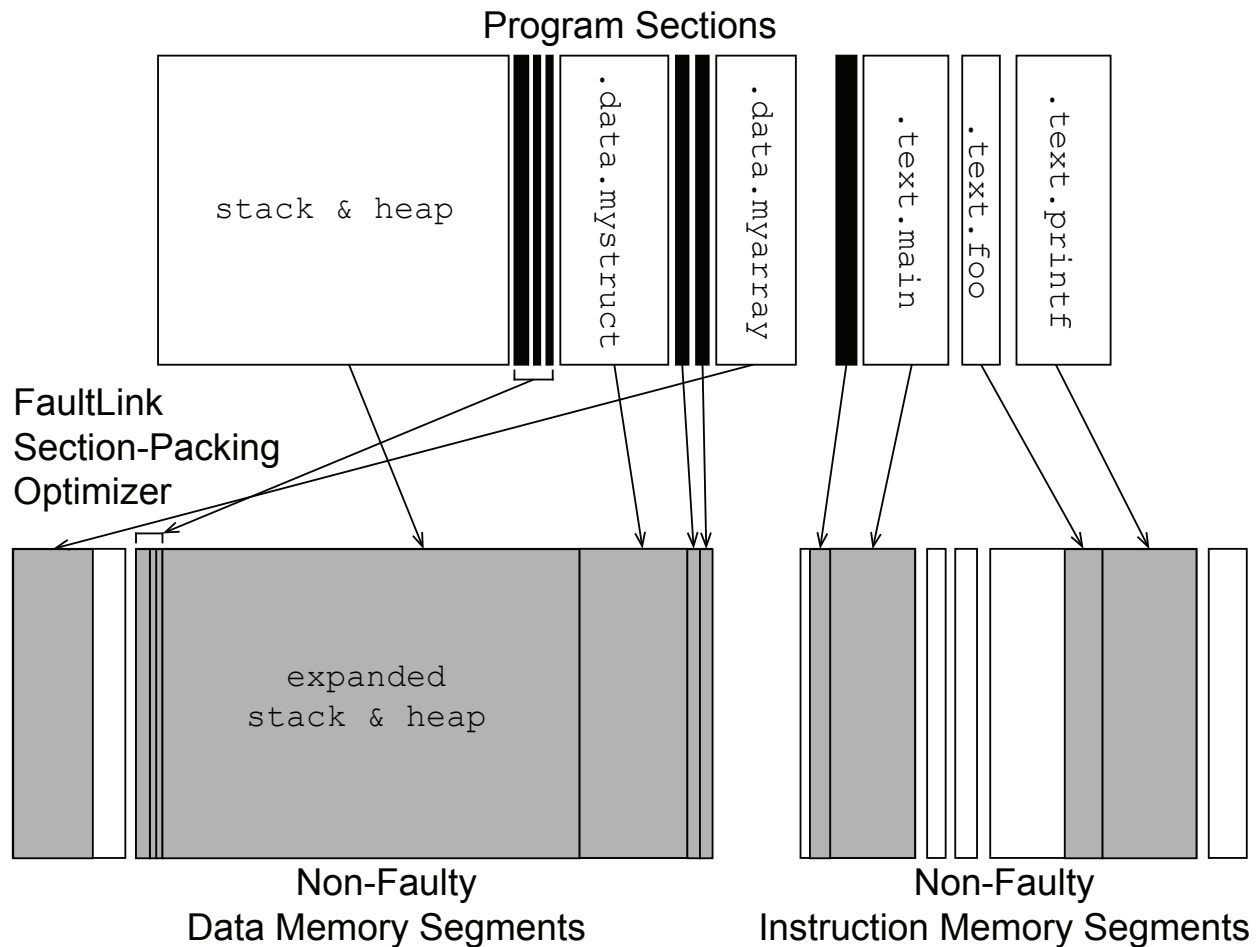 Program Sections
stack & heap
.data.mystruct
.data.myarray
.text.main
.text.foo
.text.printf
FaultLink
Section-Packing
Optimizer
expanded
stack & heap
Non-Faulty
Data Memory Segments
Non-Faulty
Instruction Memory Segments